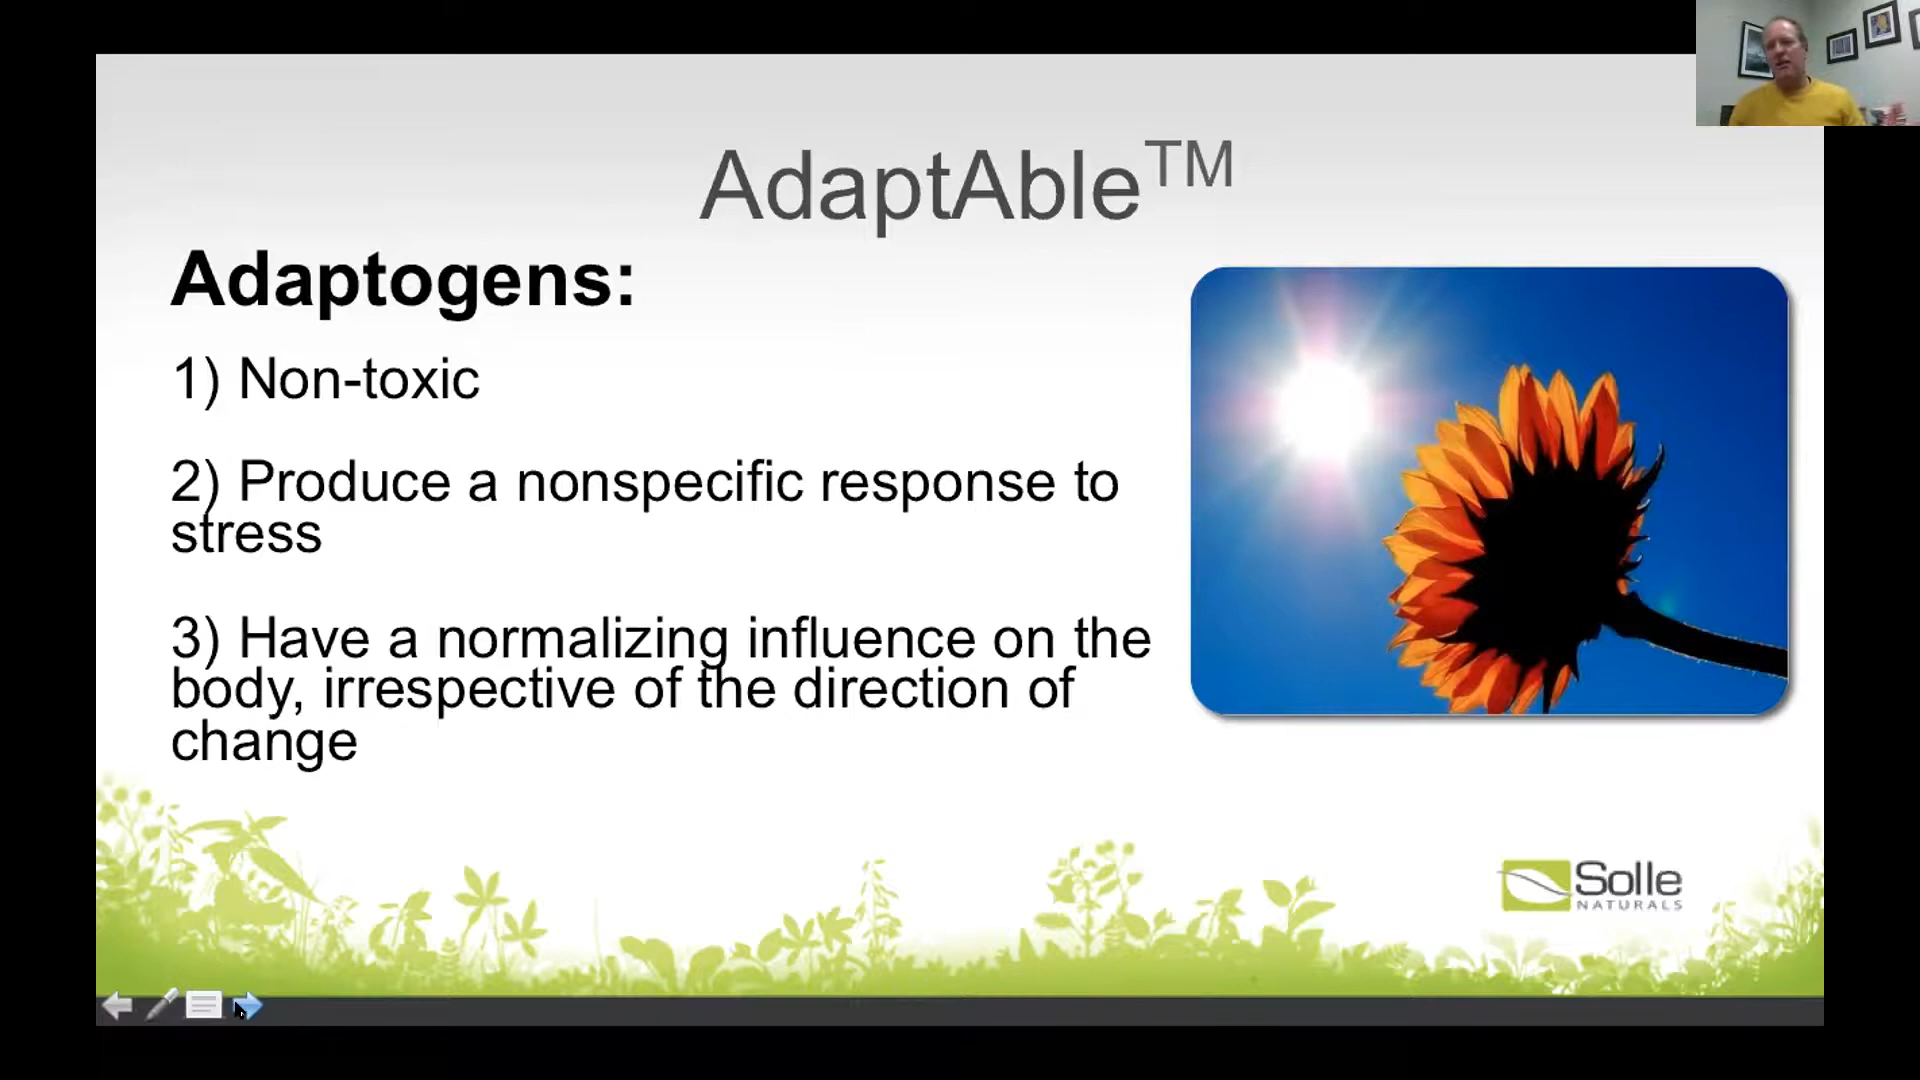 AdaptAble™
Adaptogens:
1) Non-toxic
2) Produce a nonspecific response to
stress
3) Have a normalizing influence on the
body, irrespective of the direction of
change
Solle
NATURALS